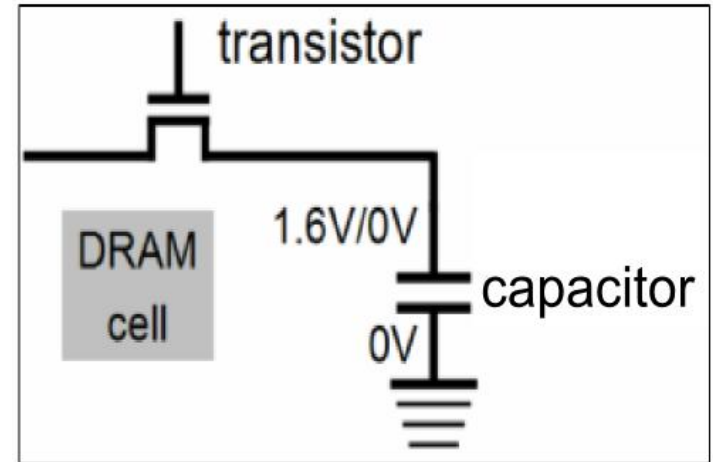 transistor
1.6V/0V
DRAM
cell
capacitor
0V